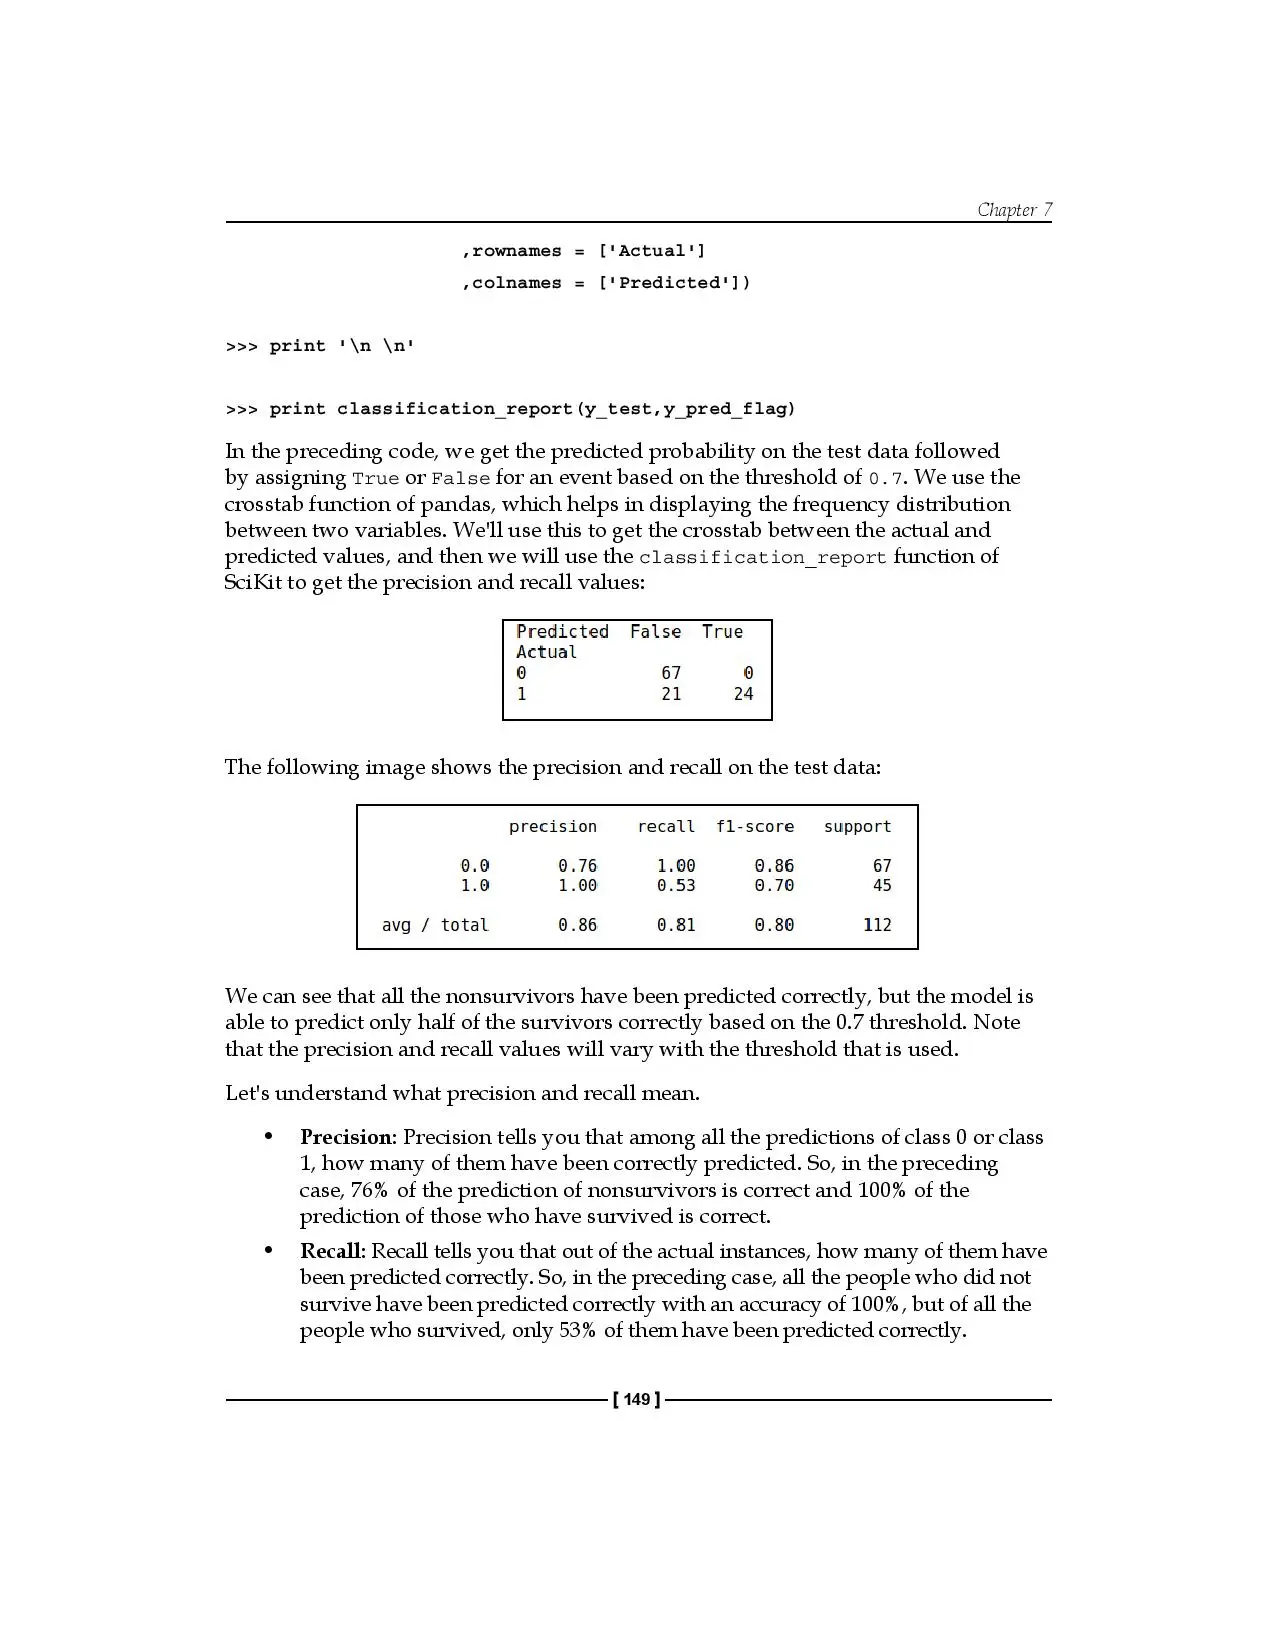 Chapter 7
,rownames = ['Actual']
,colnames = ['Predicted'])
>>> print '\n \n'
>>> print classification_report(y_test,y_pred_flag)
In the preceding code, we get the predicted probability on the test data followed
by assigning True or False for an event based on the threshold of 0.7. We use the
crosstab function of pandas, which helps in displaying the frequency distribution
between two variables. We'll use this to get the crosstab between the actual and
predicted values, and then we will use the classification_report function of
SciKit to get the precision and recall values:
Predicted False True
Actual
0 67 0
1 21 24
The following image shows the precision and recall on the test data:
precision recall f1-score support
0.0 0.76 1.00 0.86 67
1.0 1.00 0.53 0.70 45
avg / total 0.86 0.81 0.80 112
We can see that all the nonsurvivors have been predicted correctly, but the model is
able to predict only half of the survivors correctly based on the 0.7 threshold. Note
that the precision and recall values will vary with the threshold that is used.
Let's understand what precision and recall mean.
• Precision: Precision tells you that among all the predictions of class 0 or class
1, how many of them have been correctly predicted. So, in the preceding
case, 76% of the prediction of nonsurvivors is correct and 100% of the
prediction of those who have survived is correct.
• Recall: Recall tells you that out of the actual instances, how many of them have
been predicted correctly. So, in the preceding case, all the people who did not
survive have been predicted correctly with an accuracy of 100%, but of all the
people who survived, only 53% of them have been predicted correctly.
[ 149 ]